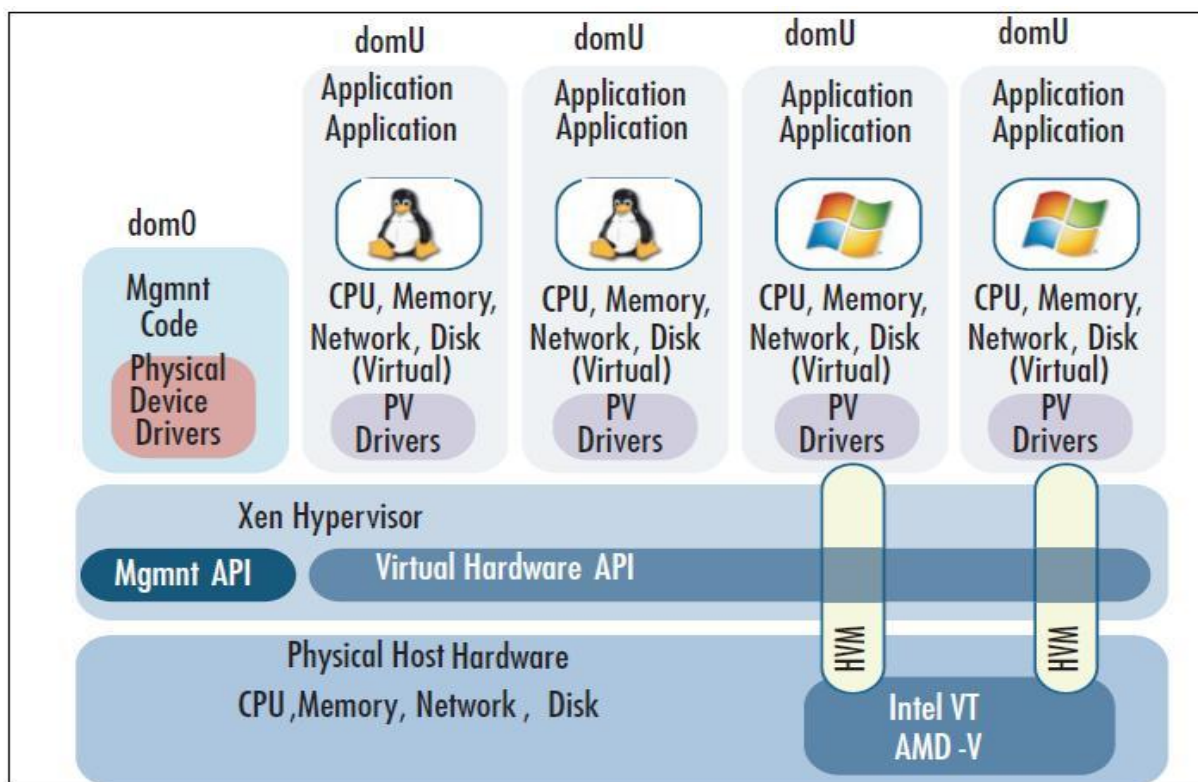 domU
Application
Application
CPU, Memory,
Network, Disk
(Virtual)
PV
Drivers
domU
Application
Application
CPU, Memory,
Network, Disk
(Virtual)
PV
Drivers
domU
Application
Application
CPU, Memory,
Network, Disk
(Virtual)
PV
Drivers
domU
Application
Application
CPU, Memory,
Network, Disk
(Virtual)
PV
Drivers
dom0
Mgmnt
Code
Physical
Device
Drivers
Xen Hypervisor
Mgmnt API
Virtual Hardware API
HVM
HVM
Physical Host Hardware
CPU ,Memory, Network , Disk
Intel VT
AMD -V